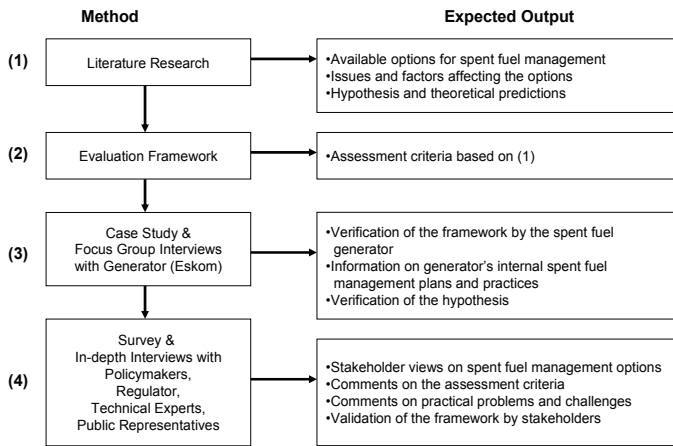 Method
Expected Output
(1)
Literature Research
•Available options for spent fuel management
•Issues and factors affecting the options
•Hypothesis and theoretical predictions
(2)
Evaluation Framework
•Assessment criteria based on (1)
(3)
Case Study &
Focus Group Interviews
with Generator (Eskom)
•Verification of the framework by the spent fuel
generator
•Information on generator's internal spent fuel
management plans and practices
•Verification of the hypothesis
(4)
Survey &
In-depth Interviews with
Policymakers,
Regulator,
Technical Experts,
Public Representatives
•Stakeholder views on spent fuel management options
•Comments on the assessment criteria
•Comments on practical problems and challenges
•Validation of the framework by stakeholders